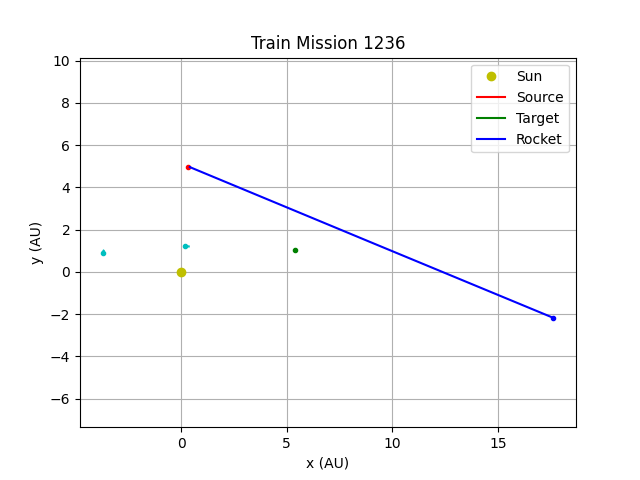 Train Mission 1236
Sun
Source
Target
Rocket
y (AU)
10
8
6
4
2
0
−2
−4
−6
0 5 10 15
x (AU)